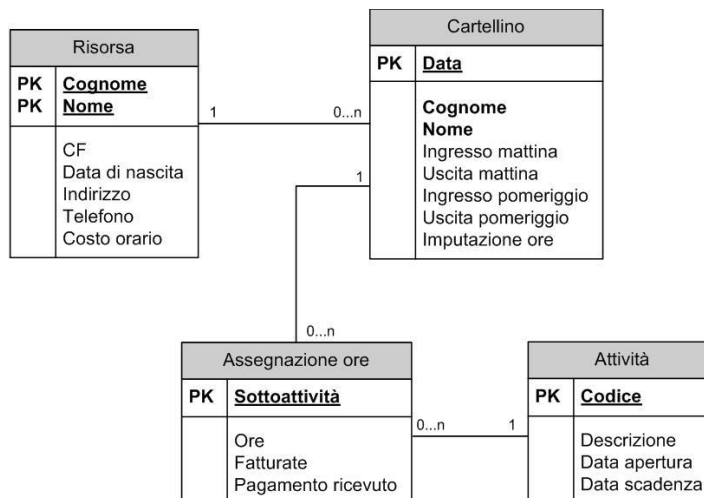 Risorsa
PK Cognome
PK Nome
CF
Data di nascita
Indirizzo
Telefono
Costo orario
1
0...n
Cartellino
PK Data
Cognome
Nome
Ingresso mattina
Uscita mattina
Ingresso pomeriggio
Uscita pomeriggio
Imputazione ore
1
0...n
Assegnazione ore
PK Sottoattività
Ore
Fatturate
Pagamento ricevuto
0...n
1
Attività
PK Codice
Descrizione
Data apertura
Data scadenza